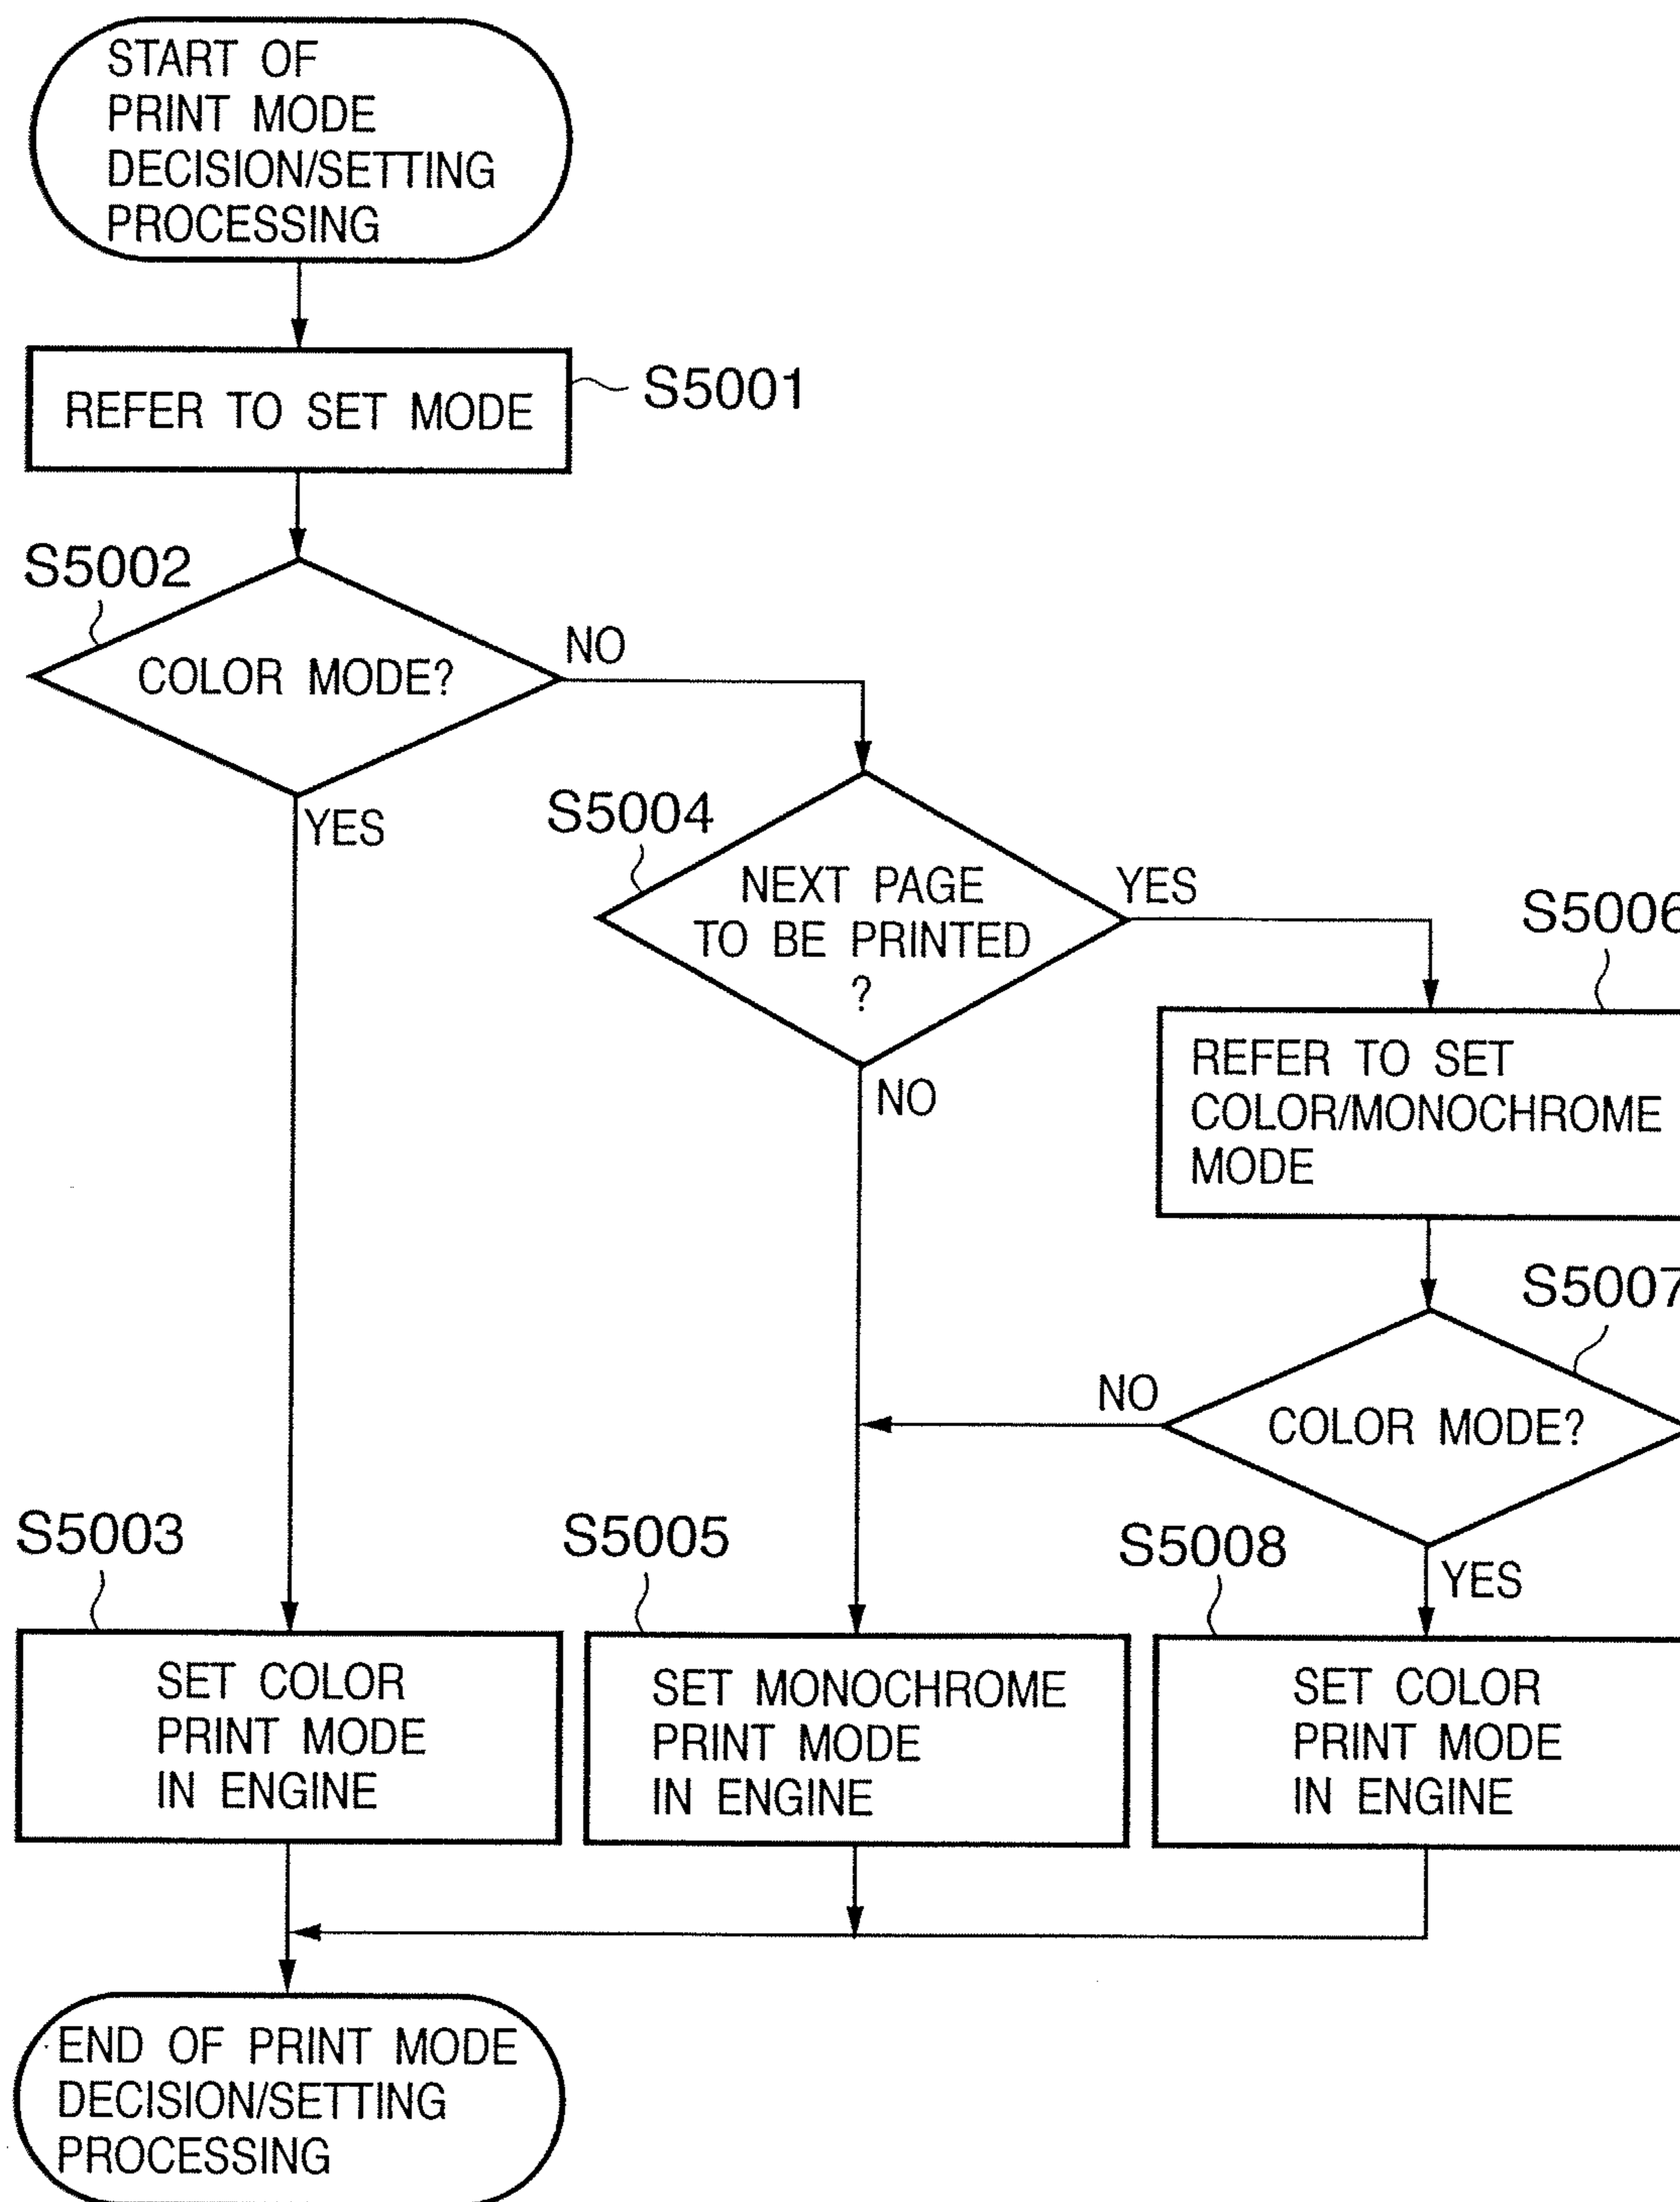 START OF
PRINT MODE
DECISION/SETTING
PROCESSING
REFER TO SET MODE
S5001
S5002
COLOR MODE?
NO
YES
S5004
NEXT PAGE
TO BE PRINTED
?
YES
NO
S5006
REFER TO SET
COLOR/MONOCHROME
MODE
S5007
COLOR MODE?
NO
YES
S5003
SET COLOR
PRINT MODE
IN ENGINE
S5005
SET MONOCHROME
PRINT MODE
IN ENGINE
S5008
SET COLOR
PRINT MODE
IN ENGINE
END OF PRINT MODE
DECISION/SETTING
PROCESSING